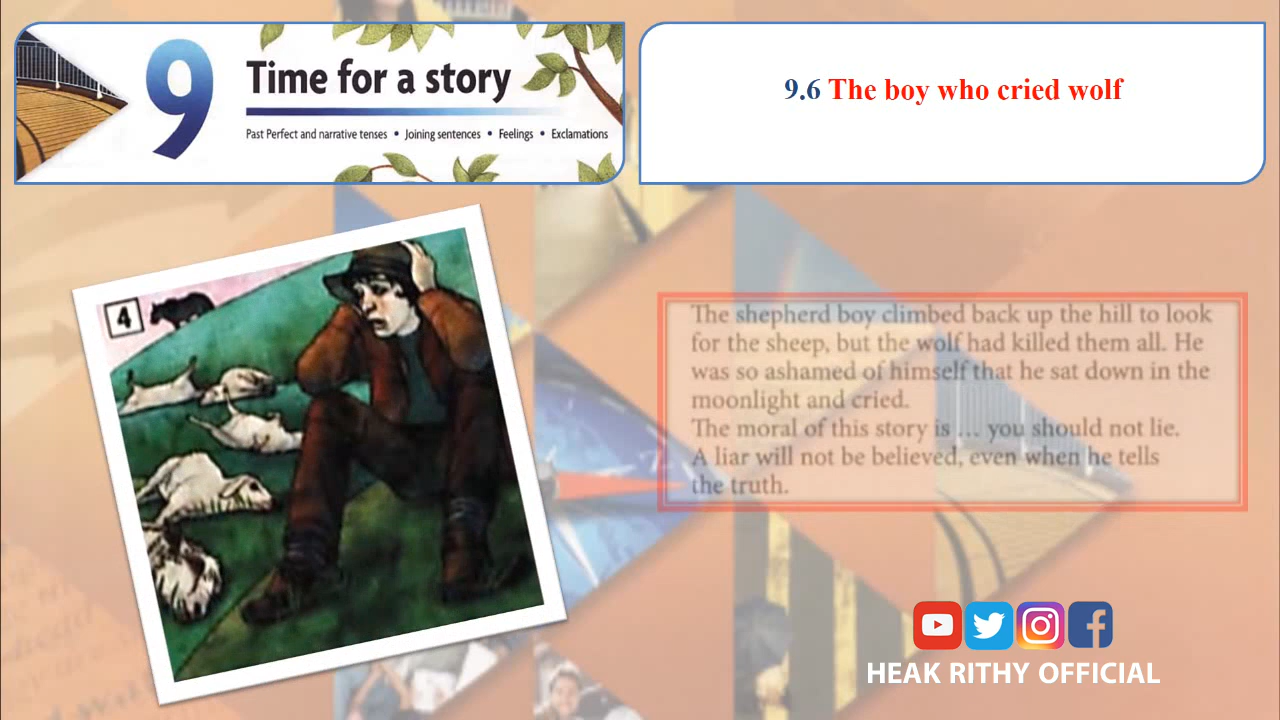 9
Time for a story
Past Perfect and narrative tenses • Joining sentences • Feelings • Exclamations
9.6 The boy who cried wolf
4
The shepherd boy climbed back up the hill to look
for the sheep, but the wolf had killed them all. He
was so ashamed of himself that he sat down in the
moonlight and cried.
The moral of this story is ... you should not lie.
A liar will not be believed, even when he tells
the truth.
HEAK RITHY OFFICIAL